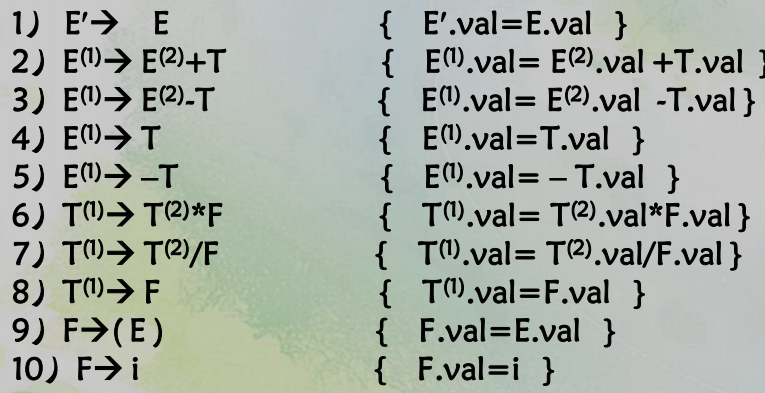 1) E′→ E { E′.val=E.val }
2) E⁽¹⁾→ E⁽²⁾+T { E⁽¹⁾.val= E⁽²⁾.val +T.val }
3) E⁽¹⁾→ E⁽²⁾-T { E⁽¹⁾.val= E⁽²⁾.val -T.val }
4) E⁽¹⁾→ T { E⁽¹⁾.val=T.val }
5) E⁽¹⁾→ –T { E⁽¹⁾.val= – T.val }
6) T⁽¹⁾→ T⁽²⁾*F { T⁽¹⁾.val= T⁽²⁾.val*F.val }
7) T⁽¹⁾→ T⁽²⁾/F { T⁽¹⁾.val= T⁽²⁾.val/F.val }
8) T⁽¹⁾→ F { T⁽¹⁾.val=F.val }
9) F→( E ) { F.val=E.val }
10) F→ i { F.val=i }